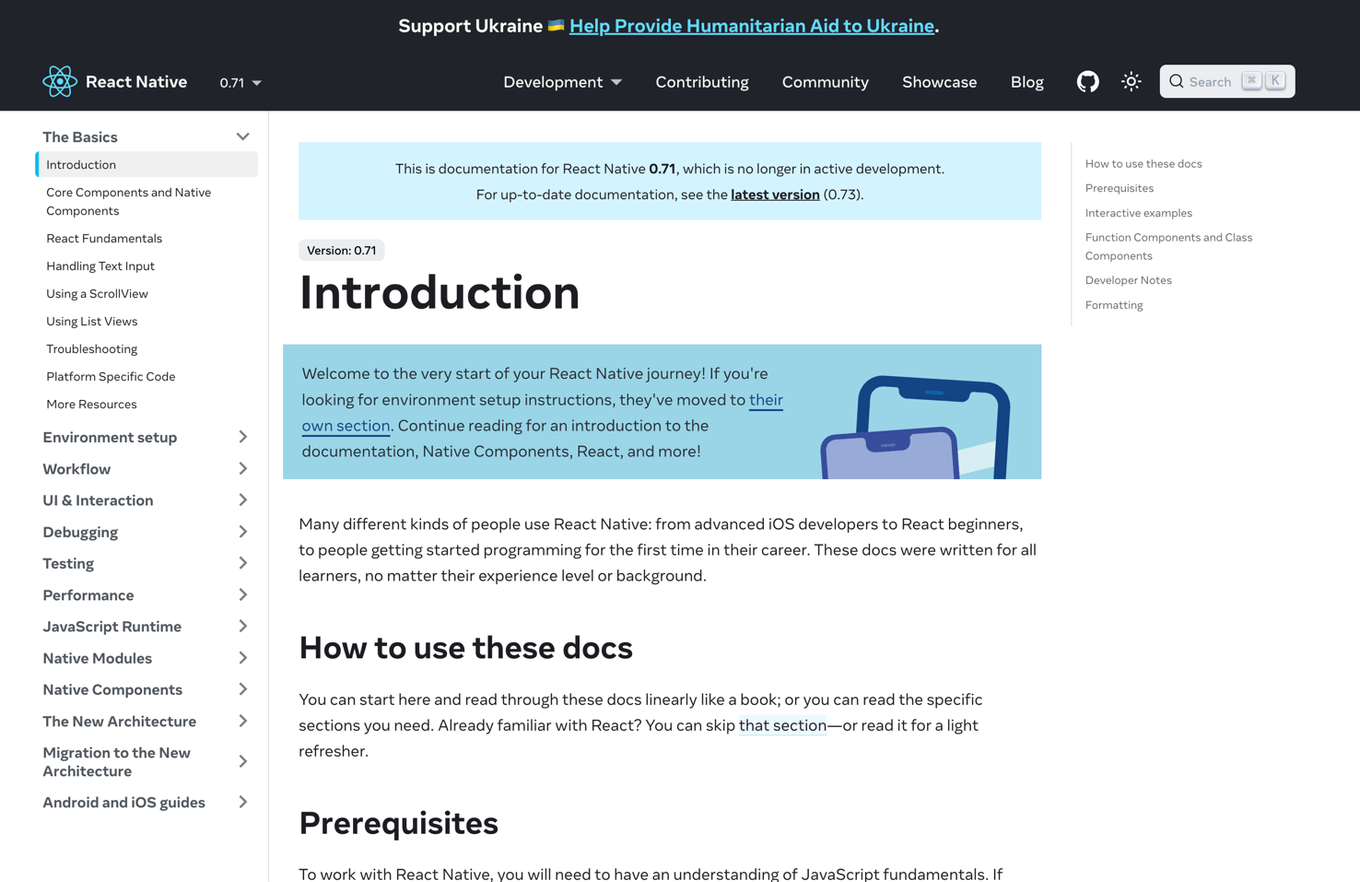 Support Ukraine 🇺🇦 Help Provide Humanitarian Aid to Ukraine.
React Native
0.71
Development
Contributing
Community
Showcase
Blog
Search ⌘ K
The Basics
Introduction
Core Components and Native
Components
React Fundamentals
Handling Text Input
Using a ScrollView
Using List Views
Troubleshooting
Platform Specific Code
More Resources
Environment setup
Workflow
UI & Interaction
Debugging
Testing
Performance
JavaScript Runtime
Native Modules
Native Components
The New Architecture
Migration to the New
Architecture
Android and iOS guides
This is documentation for React Native 0.71, which is no longer in active development.
For up-to-date documentation, see the latest version (0.73).
Version: 0.71
Introduction
Welcome to the very start of your React Native journey! If you're
looking for environment setup instructions, they've moved to their
own section. Continue reading for an introduction to the
documentation, Native Components, React, and more!
Many different kinds of people use React Native: from advanced iOS developers to React beginners,
to people getting started programming for the first time in their career. These docs were written for all
learners, no matter their experience level or background.
How to use these docs
You can start here and read through these docs linearly like a book; or you can read the specific
sections you need. Already familiar with React? You can skip that section—or read it for a light
refresher.
Prerequisites
To work with React Native, you will need to have an understanding of JavaScript fundamentals. If
How to use these docs
Prerequisites
Interactive examples
Function Components and Class
Components
Developer Notes
Formatting